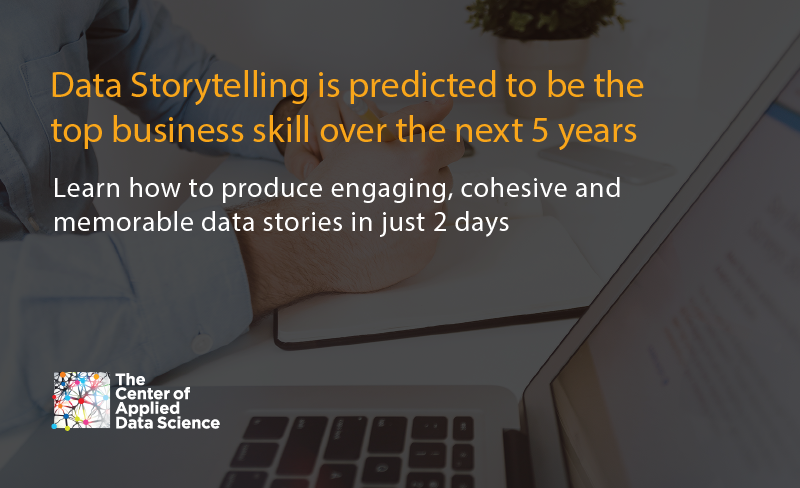 Data Storytelling is predicted to be the
top business skill over the next 5 years
Learn how to produce engaging, cohesive and
memorable data stories in just 2 days
The
Center of
Applied
Data Science